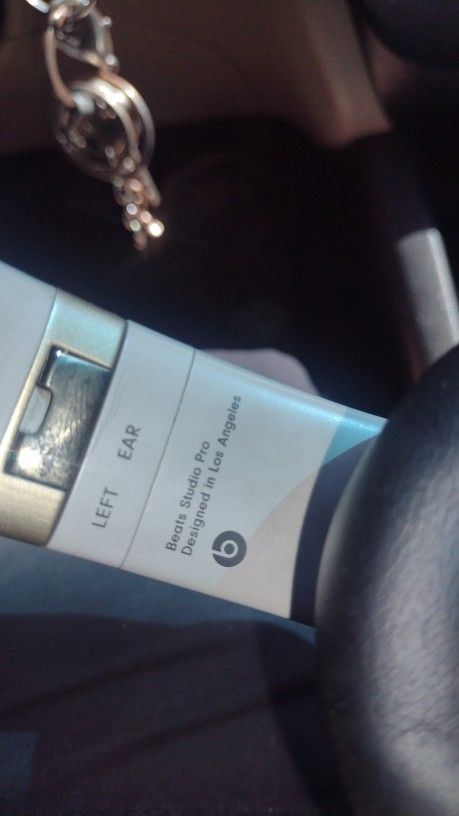 LEFT EAR
Beats Studio Pro
Designed in Los Angeles
b